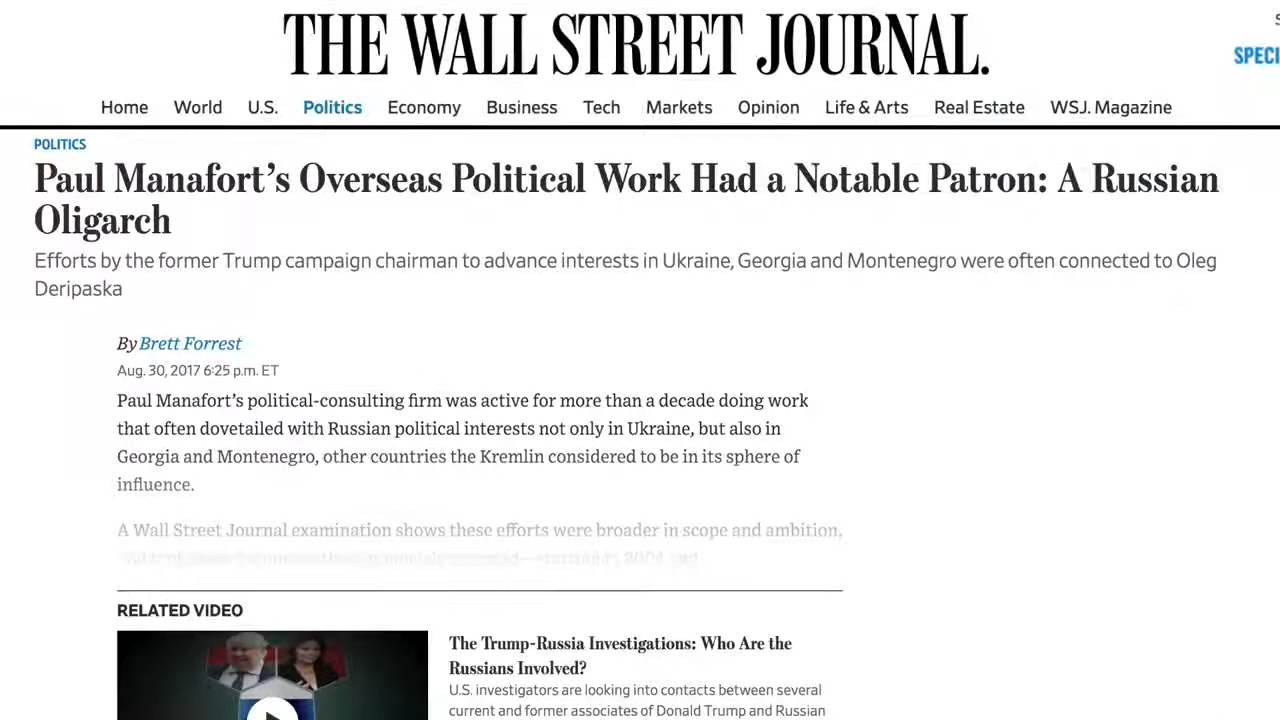 THE WALL STREET JOURNAL.
SPECI
Home World U.S. Politics Economy Business Tech Markets Opinion Life & Arts Real Estate WSJ. Magazine
POLITICS
Paul Manafort’s Overseas Political Work Had a Notable Patron: A Russian
Oligarch
Efforts by the former Trump campaign chairman to advance interests in Ukraine, Georgia and Montenegro were often connected to Oleg
Deripaska
By Brett Forrest
Aug. 30, 2017 6:25 p.m. ET
Paul Manafort’s political-consulting firm was active for more than a decade doing work
that often dovetailed with Russian political interests not only in Ukraine, but also in
Georgia and Montenegro, other countries the Kremlin considered to be in its sphere of
influence.
A Wall Street Journal examination shows these efforts were broader in scope and ambition,
RELATED VIDEO
The Trump-Russia Investigations: Who Are the
Russians Involved?
U.S. investigators are looking into contacts between several
current and former associates of Donald Trump and Russian